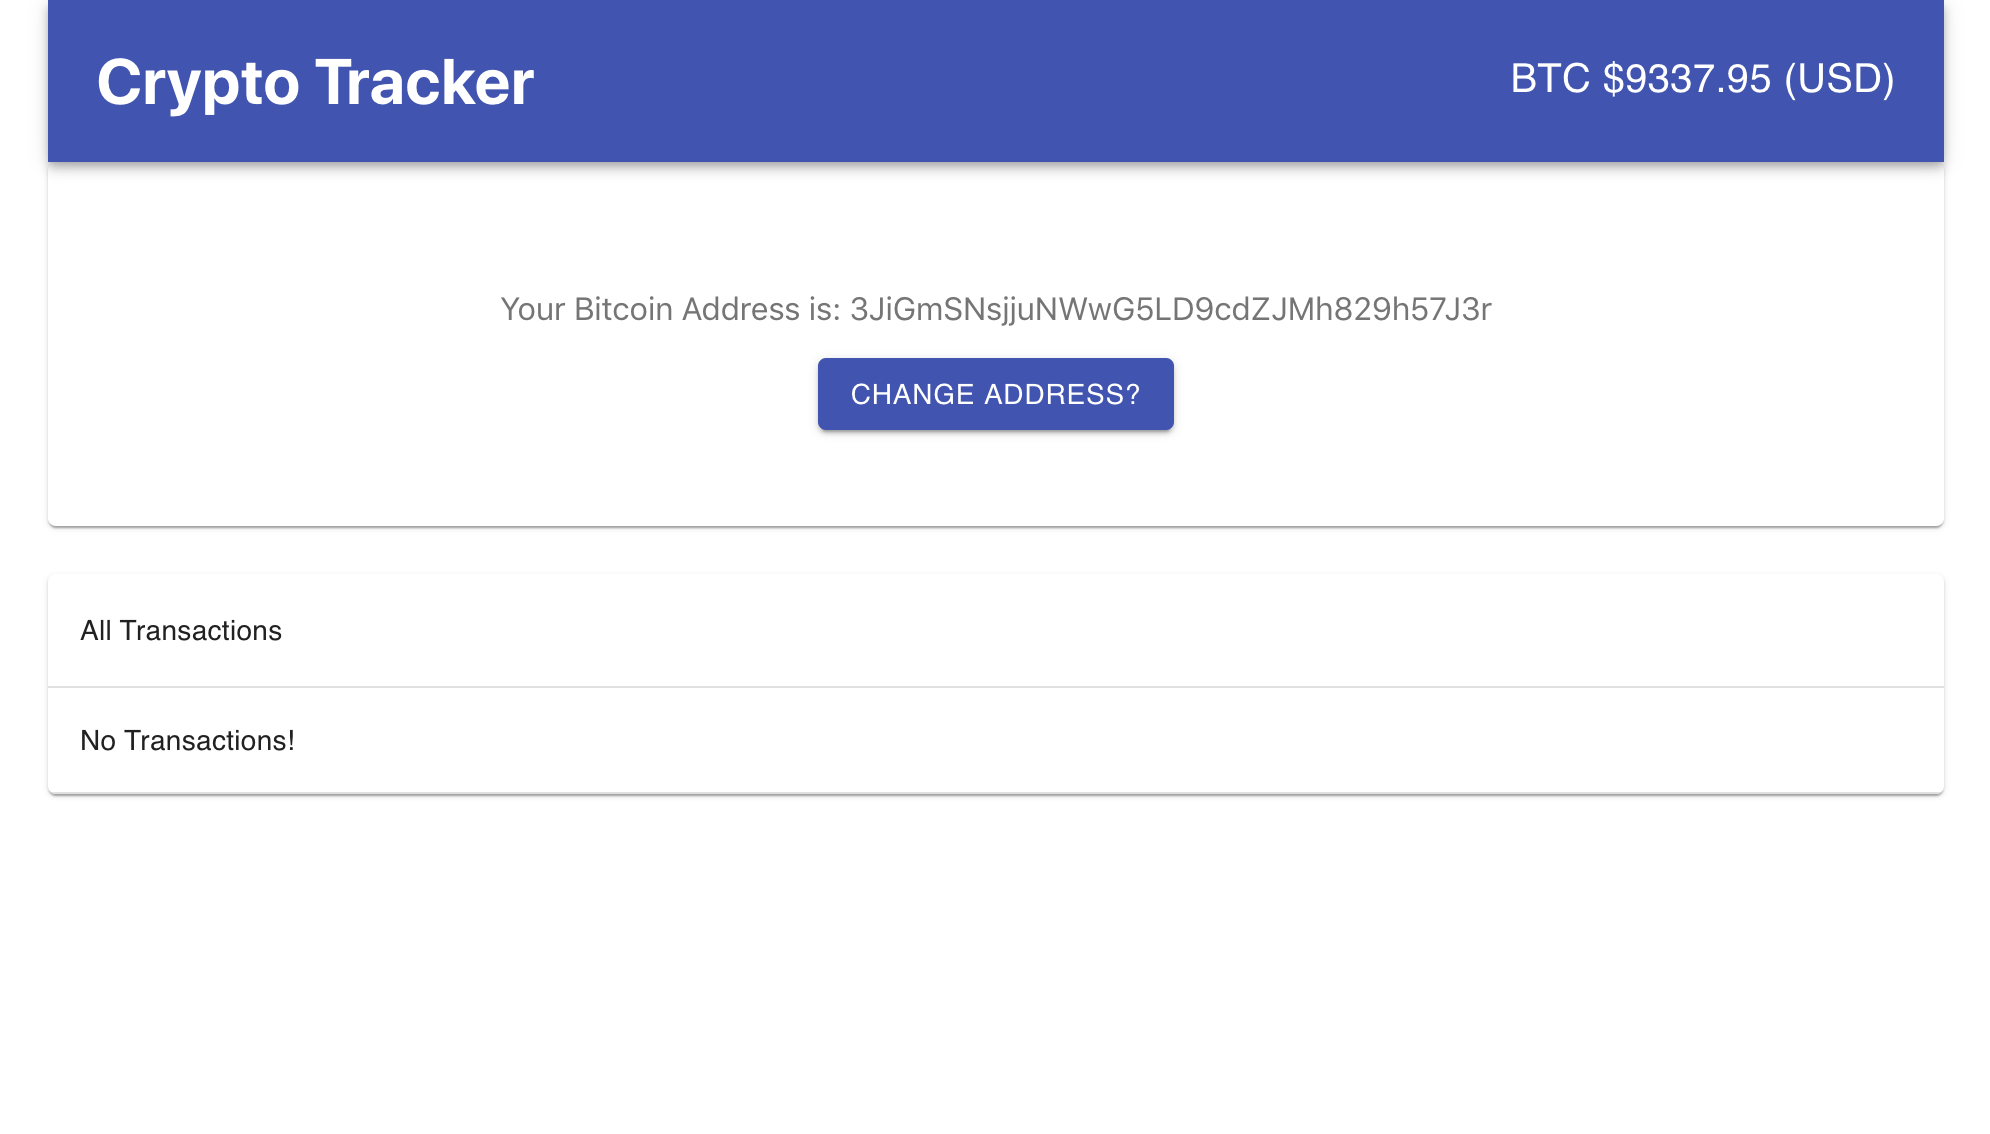 Crypto Tracker
BTC $9337.95 (USD)
Your Bitcoin Address is: 3JiGmSNsjjuNWwG5LD9cdZJMh829h57J3r
CHANGE ADDRESS?
All Transactions
No Transactions!